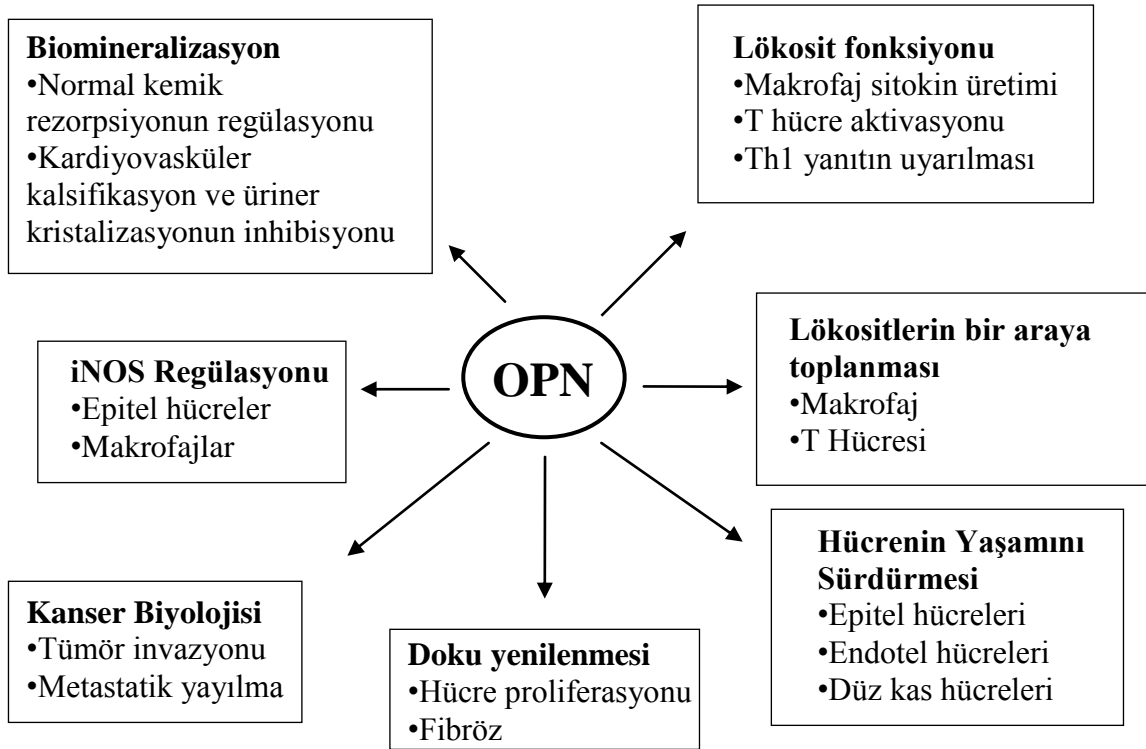 Biomineralizasyon
•Normal kemik
rezorpsiyonun regülasyonu
•Kardiyovasküler
kalsifikasyon ve üriner
kristalizasyonun inhibisyonu
Lökosit fonksiyonu
•Makrofaj sitokin üretimi
•T hücre aktivasyonu
•Th1 yanıtın uyarılması
iNOS Regülasyonu
•Epitel hücreler
•Makrofajlar
OPN
Lökositlerin bir araya
toplanması
•Makrofaj
•T Hücresi
Kanser Biyolojisi
•Tümör invazyonu
•Metastatik yayılma
Doku yenilenmesi
•Hücre proliferasyonu
•Fibröz
Hücrenin Yaşamını
Sürdürmesi
•Epitel hücreleri
•Endotel hücreleri
•Düz kas hücreleri